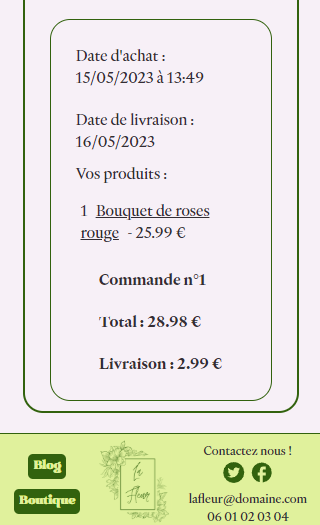 Date d'achat :
15/05/2023 à 13:49
Date de livraison :
16/05/2023
Vos produits :
1 Bouquet de roses
rouge - 25.99 €
Commande n°1
Total : 28.98 €
Livraison : 2.99 €
Blog
Boutique
La
Fleur
Contactez nous !
lafleur@domaine.com
06 01 02 03 04